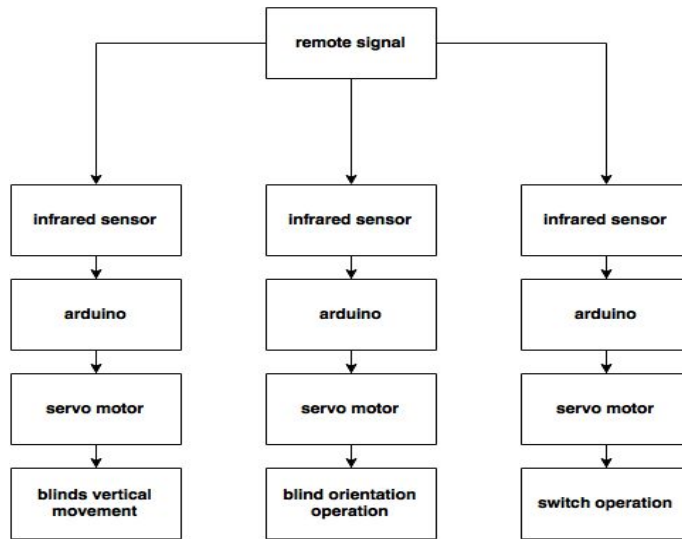 remote signal
infrared sensor
infrared sensor
infrared sensor
arduino
arduino
arduino
servo motor
servo motor
servo motor
blinds vertical
movement
blind orientation
operation
switch operation